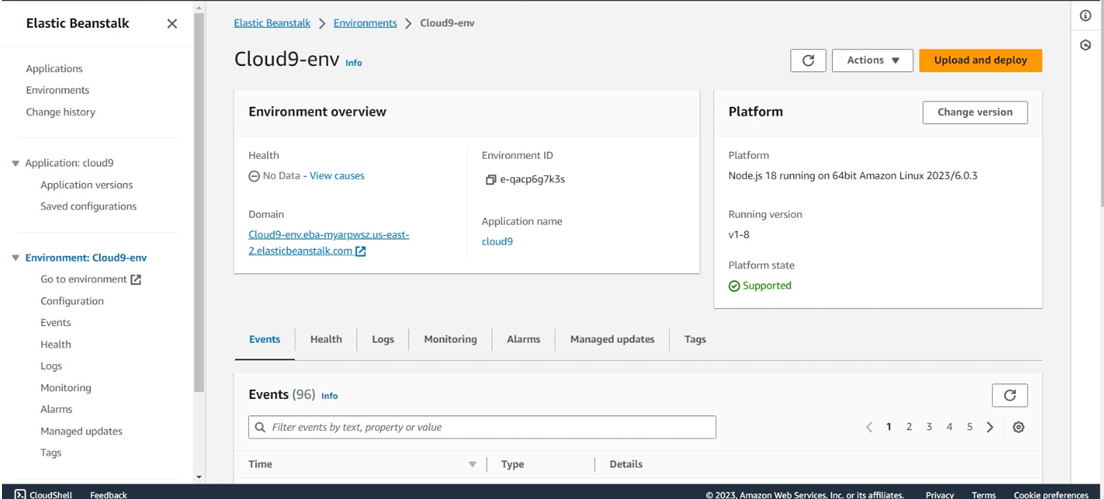 Elastic Beanstalk
Applications
Environments
Change history
Application: cloud9
Application versions
Saved configurations
Environment: Cloud9-env
Go to environment
Configuration
Events
Health
Logs
Monitoring
Alarms
Managed updates
Tags
Elastic Beanstalk > Environments > Cloud9-env
Cloud9-env Info
Actions
Upload and deploy
Environment overview
Health
No Data - View causes
Domain
Cloud9-env.eba-myarpwsz.us-east-
2.elasticbeanstalk.com
Environment ID
e-qacp6g7k3s
Application name
cloud9
Platform
Change version
Platform
Node.js 18 running on 64bit Amazon Linux 2023/6.0.3
Running version
v1-8
Platform state
Supported
Events Health Logs Monitoring Alarms Managed updates Tags
Events (96) Info
Filter events by text, property or value
1 2 3 4 5
Time Type Details
CloudShell Feedback
© 2023, Amazon Web Services, Inc. or its affiliates. Privacy Terms Cookie preferences